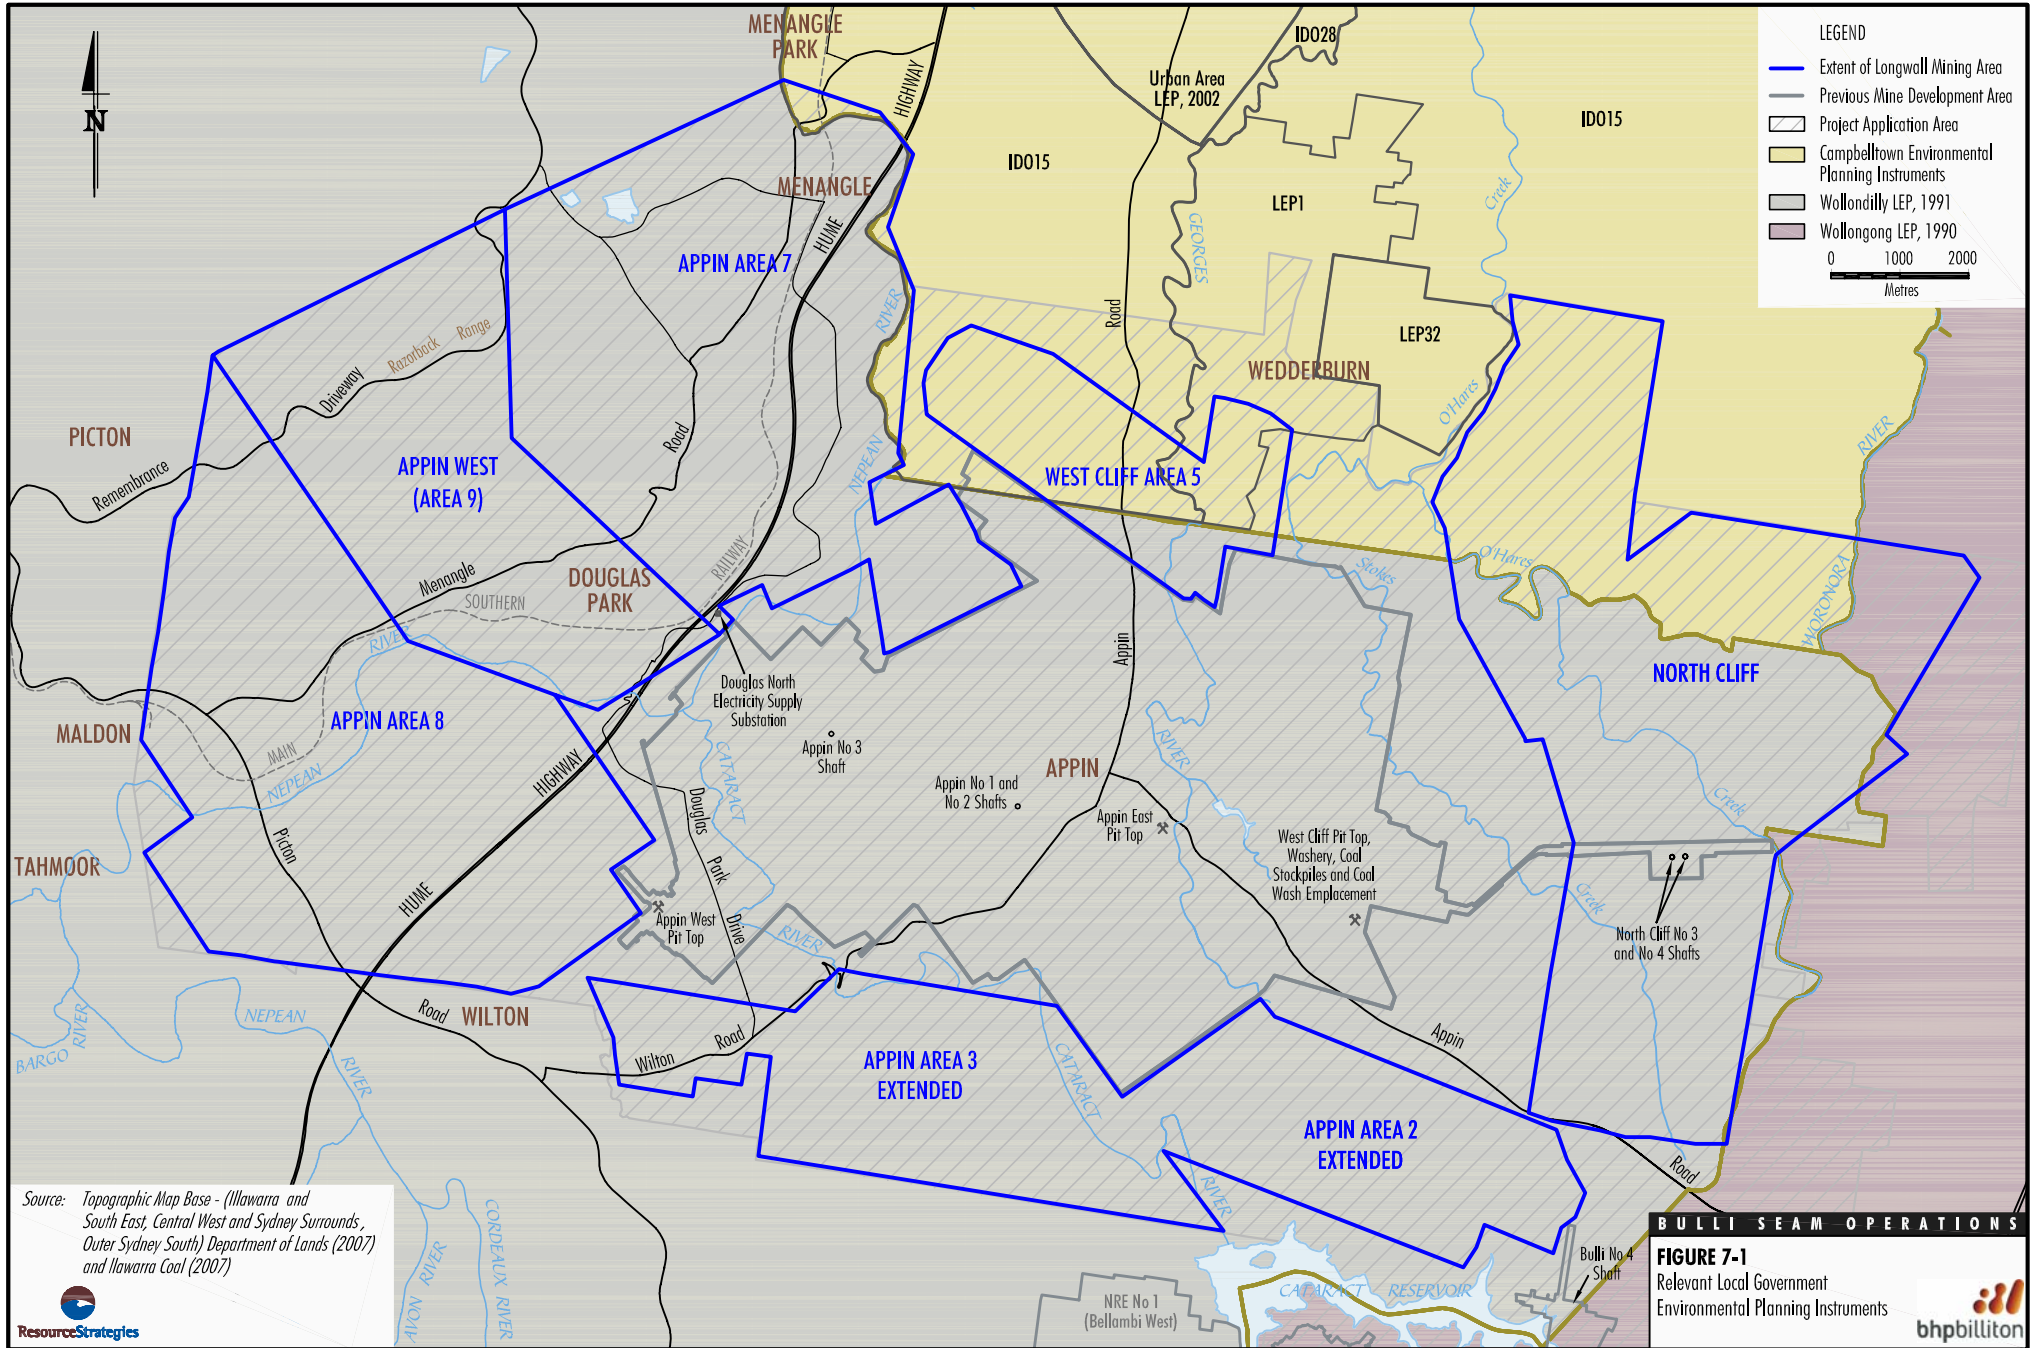 MENANGLE
PARK
HIGHWAY
IDO28
Urban Area
LEP, 2002
IDO15
IDO15
LEGEND
Extent of Longwall Mining Area
Previous Mine Development Area
Project Application Area
Campbelltown Environmental
Planning Instruments
Wollondilly LEP, 1991
Wollongong LEP, 1990
0 1000 2000
Metres
N
MENANGLE
HUME
APPIN AREA 7
RIVER
GEORGES
LEP1
Creek
Road
LEP32
WEDDERBURN
O'Hares
Razorback Range
Driveway
PICTON
Remembrance
APPIN WEST
(AREA 9)
Road
NEPEAN
WEST CLIFF AREA 5
RIVER
RAILWAY
DOUGLAS
PARK
Menangle
SOUTHERN
RIVER
Stokes
O'Hares
WORONORA
Appin
NORTH CLIFF
Douglas North
Electricity Supply
Substation
MALDON
APPIN AREA 8
MAIN
NEPEAN
HIGHWAY
CATARACT
Appin No 3
Shaft
APPIN
RIVER
Appin No 1 and
No 2 Shafts
Appin East
Pit Top
Creek
Douglas
Park
Drive
West Cliff Pit Top,
Washery, Coal
Stockpiles and Coal
Wash Emplacement
Creek
TAHMOOR
Picton
HUME
Appin West
Pit Top
RIVER
North Cliff No 3
and No 4 Shafts
BARGO RIVER
NEPEAN
RIVER
Road
WILTON
Wilton Road
APPIN AREA 3
EXTENDED
CATARACT
RIVER
Appin
Road
APPIN AREA 2
EXTENDED
AVON RIVER
CORDEAUX RIVER
Source: Topographic Map Base - (Illawarra and
South East, Central West and Sydney Surrounds,
Outer Sydney South) Department of Lands (2007)
and Ilawarra Coal (2007)
ResourceStrategies
NRE No 1
(Bellambi West)
CATARACT RESERVOIR
Bulli No 4
Shaft
BULLI SEAM OPERATIONS
FIGURE 7-1
Relevant Local Government
Environmental Planning Instruments
bhpbilliton